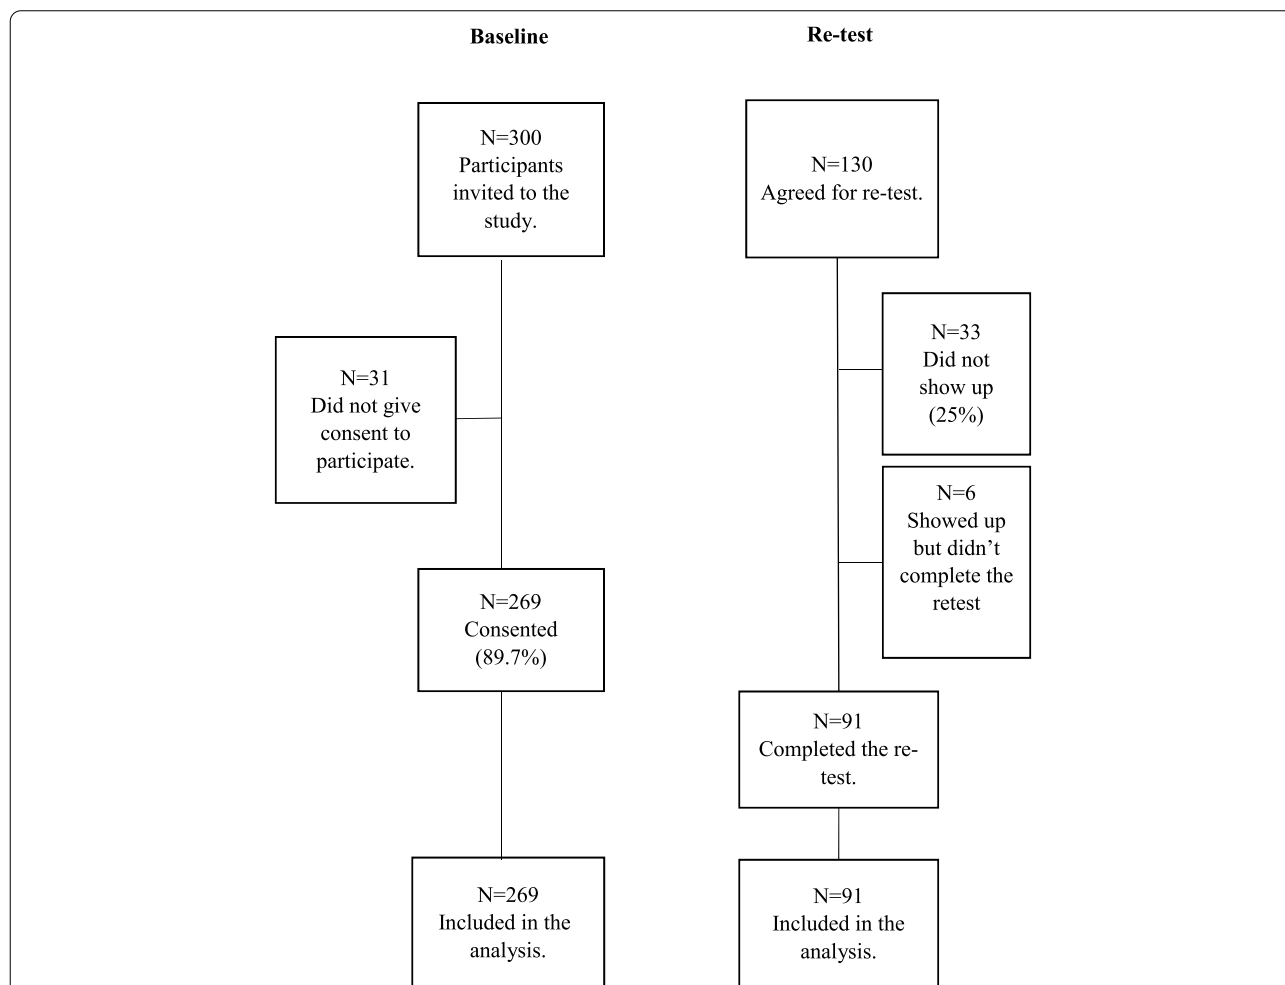 Baseline
Re-test
N=300
Participants
invited to the
study.
N=31
Did not give
consent to
participate.
N=269
Consented
(89.7%)
N=269
Included in the
analysis.
N=130
Agreed for re-test.
N=33
Did not
show up
(25%)
N=6
Showed up
but didn’t
complete the
retest
N=91
Completed the re-
test.
N=91
Included in the
analysis.